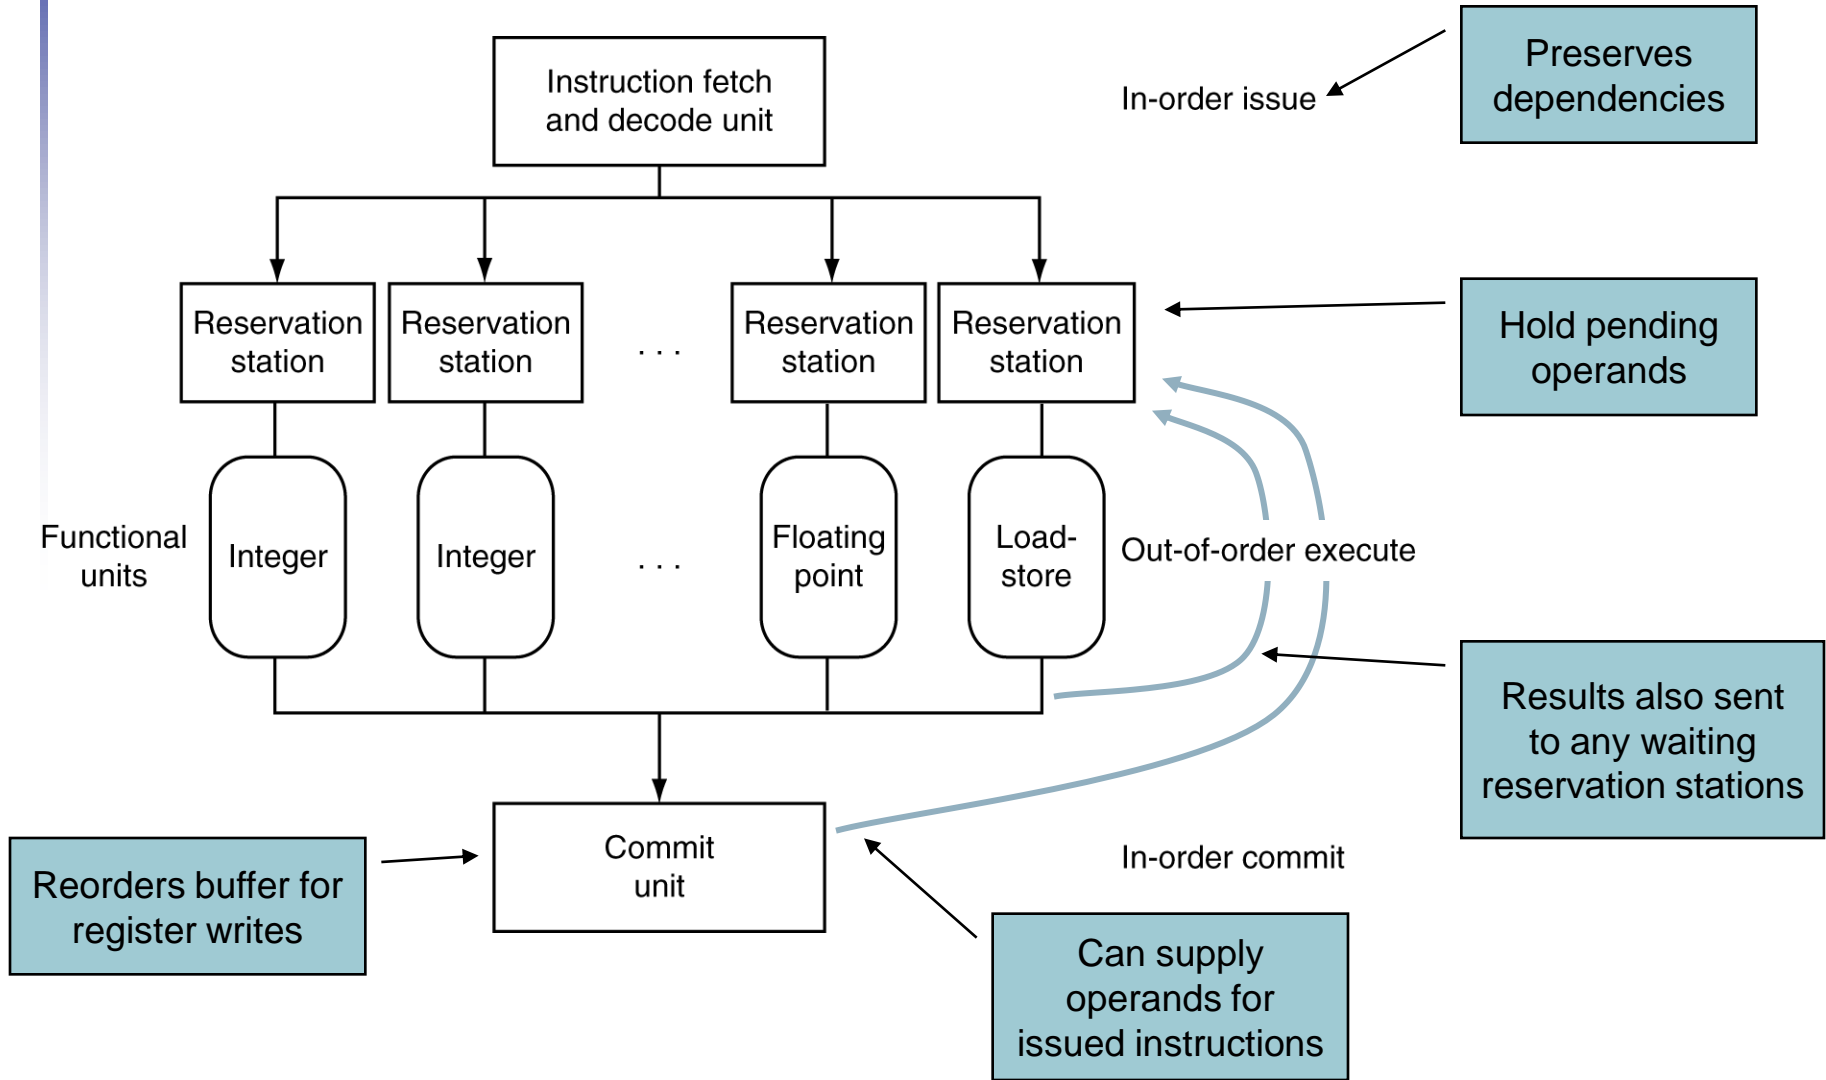 Preserves
dependencies
Instruction fetch
and decode unit
In-order issue
Reservation
station
Reservation
station
. . .
Reservation
station
Reservation
station
Hold pending
operands
Functional
units
Integer
Integer
. . .
Floating
point
Load-
store
Out-of-order execute
Results also sent
to any waiting
reservation stations
Commit
unit
In-order commit
Reorders buffer for
register writes
Can supply
operands for
issued instructions